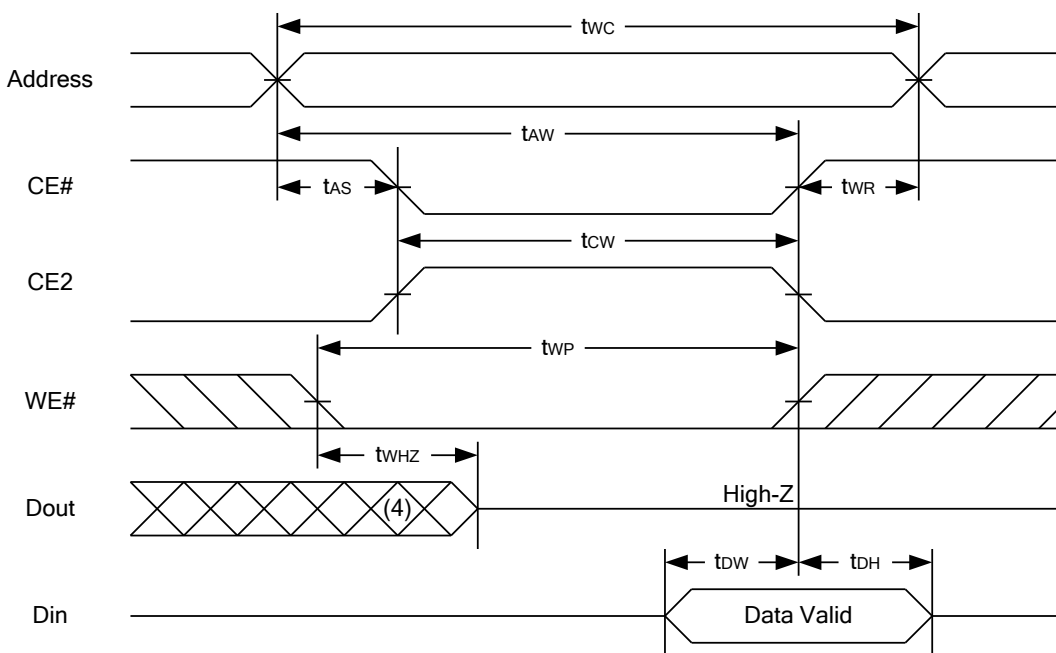 tWC
Address
tAW
CE#
tAS
tWR
tCW
CE2
tWP
WE#
tWHZ
Dout
(4)
High-Z
tDW
tDH
Din
Data Valid